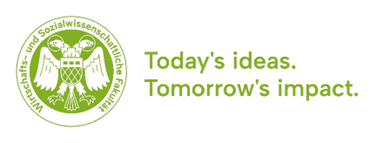 Wirtschafts- und Sozialwissenschaftliche Fakultät
Today's ideas.
Tomorrow's impact.